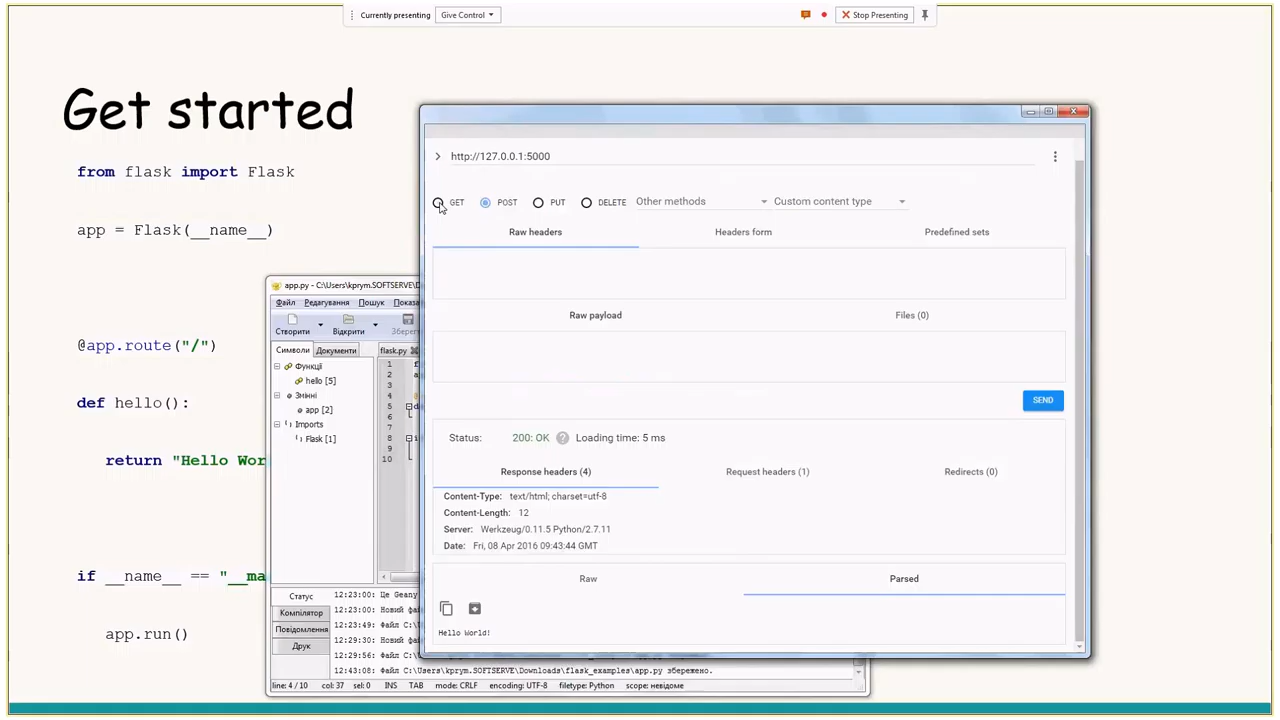 Currently presenting Give Control Stop Presenting
Get started
from flask import Flask
app = Flask(__name__)
@app.route("/")
def hello():
return "Hello Wor
if __name__ == "__ma
app.run()
app.py - C:\Users\kprym.SOFTSERVE\D
Файл Редагування Пошук Показа
Створити Відкрити Збереги
Символи Документи flask.py
Функції
hello [5]
Змінні
app [2]
Imports
Flask [1]
1
2
3
4
5
6
7
8
9
10
Статус
Компілятор
Повідомлення
Друк
12:23:00: Це Geany
12:23:00: Новий фай
12:23:49: Файл C:\
12:29:30: Новий фай
12:29:56: Файл C:\U
12:43:08: Файл C:\Users\kprym.SOFTSERVE\Downloads\flask_examples\app.py збережено.
line: 4 / 10 col: 37 sel: 0 INS TAB mode: CRLF encoding: UTF-8 filetype: Python scope: невідоме
http://127.0.0.1:5000
GET POST PUT DELETE Other methods Custom content type
Raw headers Headers form Predefined sets
Raw payload Files (0)
SEND
Status: 200: OK ? Loading time: 5 ms
Response headers (4) Request headers (1) Redirects (0)
Content-Type: text/html; charset=utf-8
Content-Length: 12
Server: Werkzeug/0.11.5 Python/2.7.11
Date: Fri, 08 Apr 2016 09:43:44 GMT
Raw Parsed
Hello World!